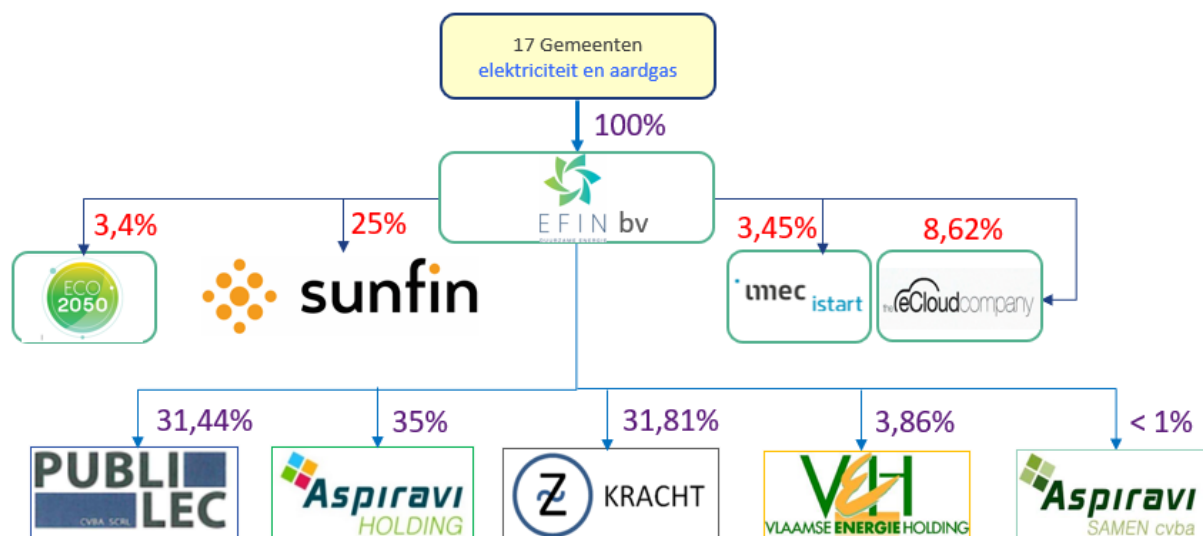 17 Gemeenten
elektriciteit en aardgas
100%
EFIN bv
DUURZAME ENERGIE
3,4%
25%
3,45%
8,62%
ECO
2050
sunfin
imec
istart
the eCloudcompany
31,44%
35%
31,81%
3,86%
< 1%
PUBLI
LEC
CVBA SCRL
Aspiravi
HOLDING
Z KRACHT
VEH
VLAAMSE ENERGIE HOLDING
Aspiravi
SAMEN cvba